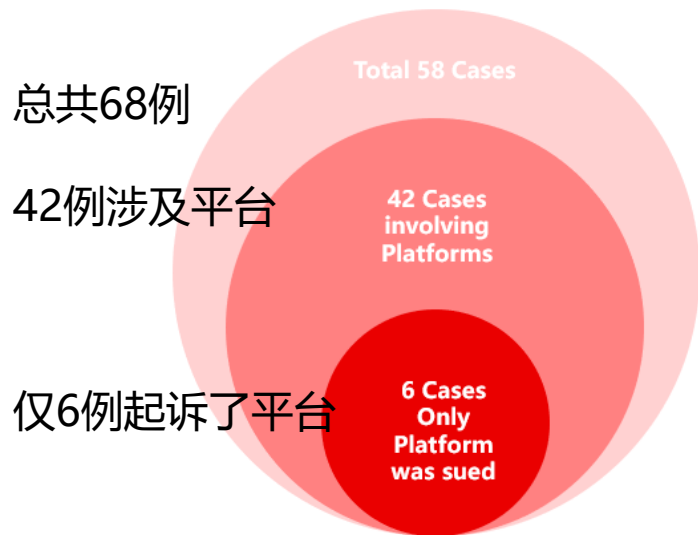 Total 58 Cases
总共68例
42例涉及平台
42 Cases
involving
Platforms
仅6例起诉了平台
6 Cases
Only
Platform
was sued